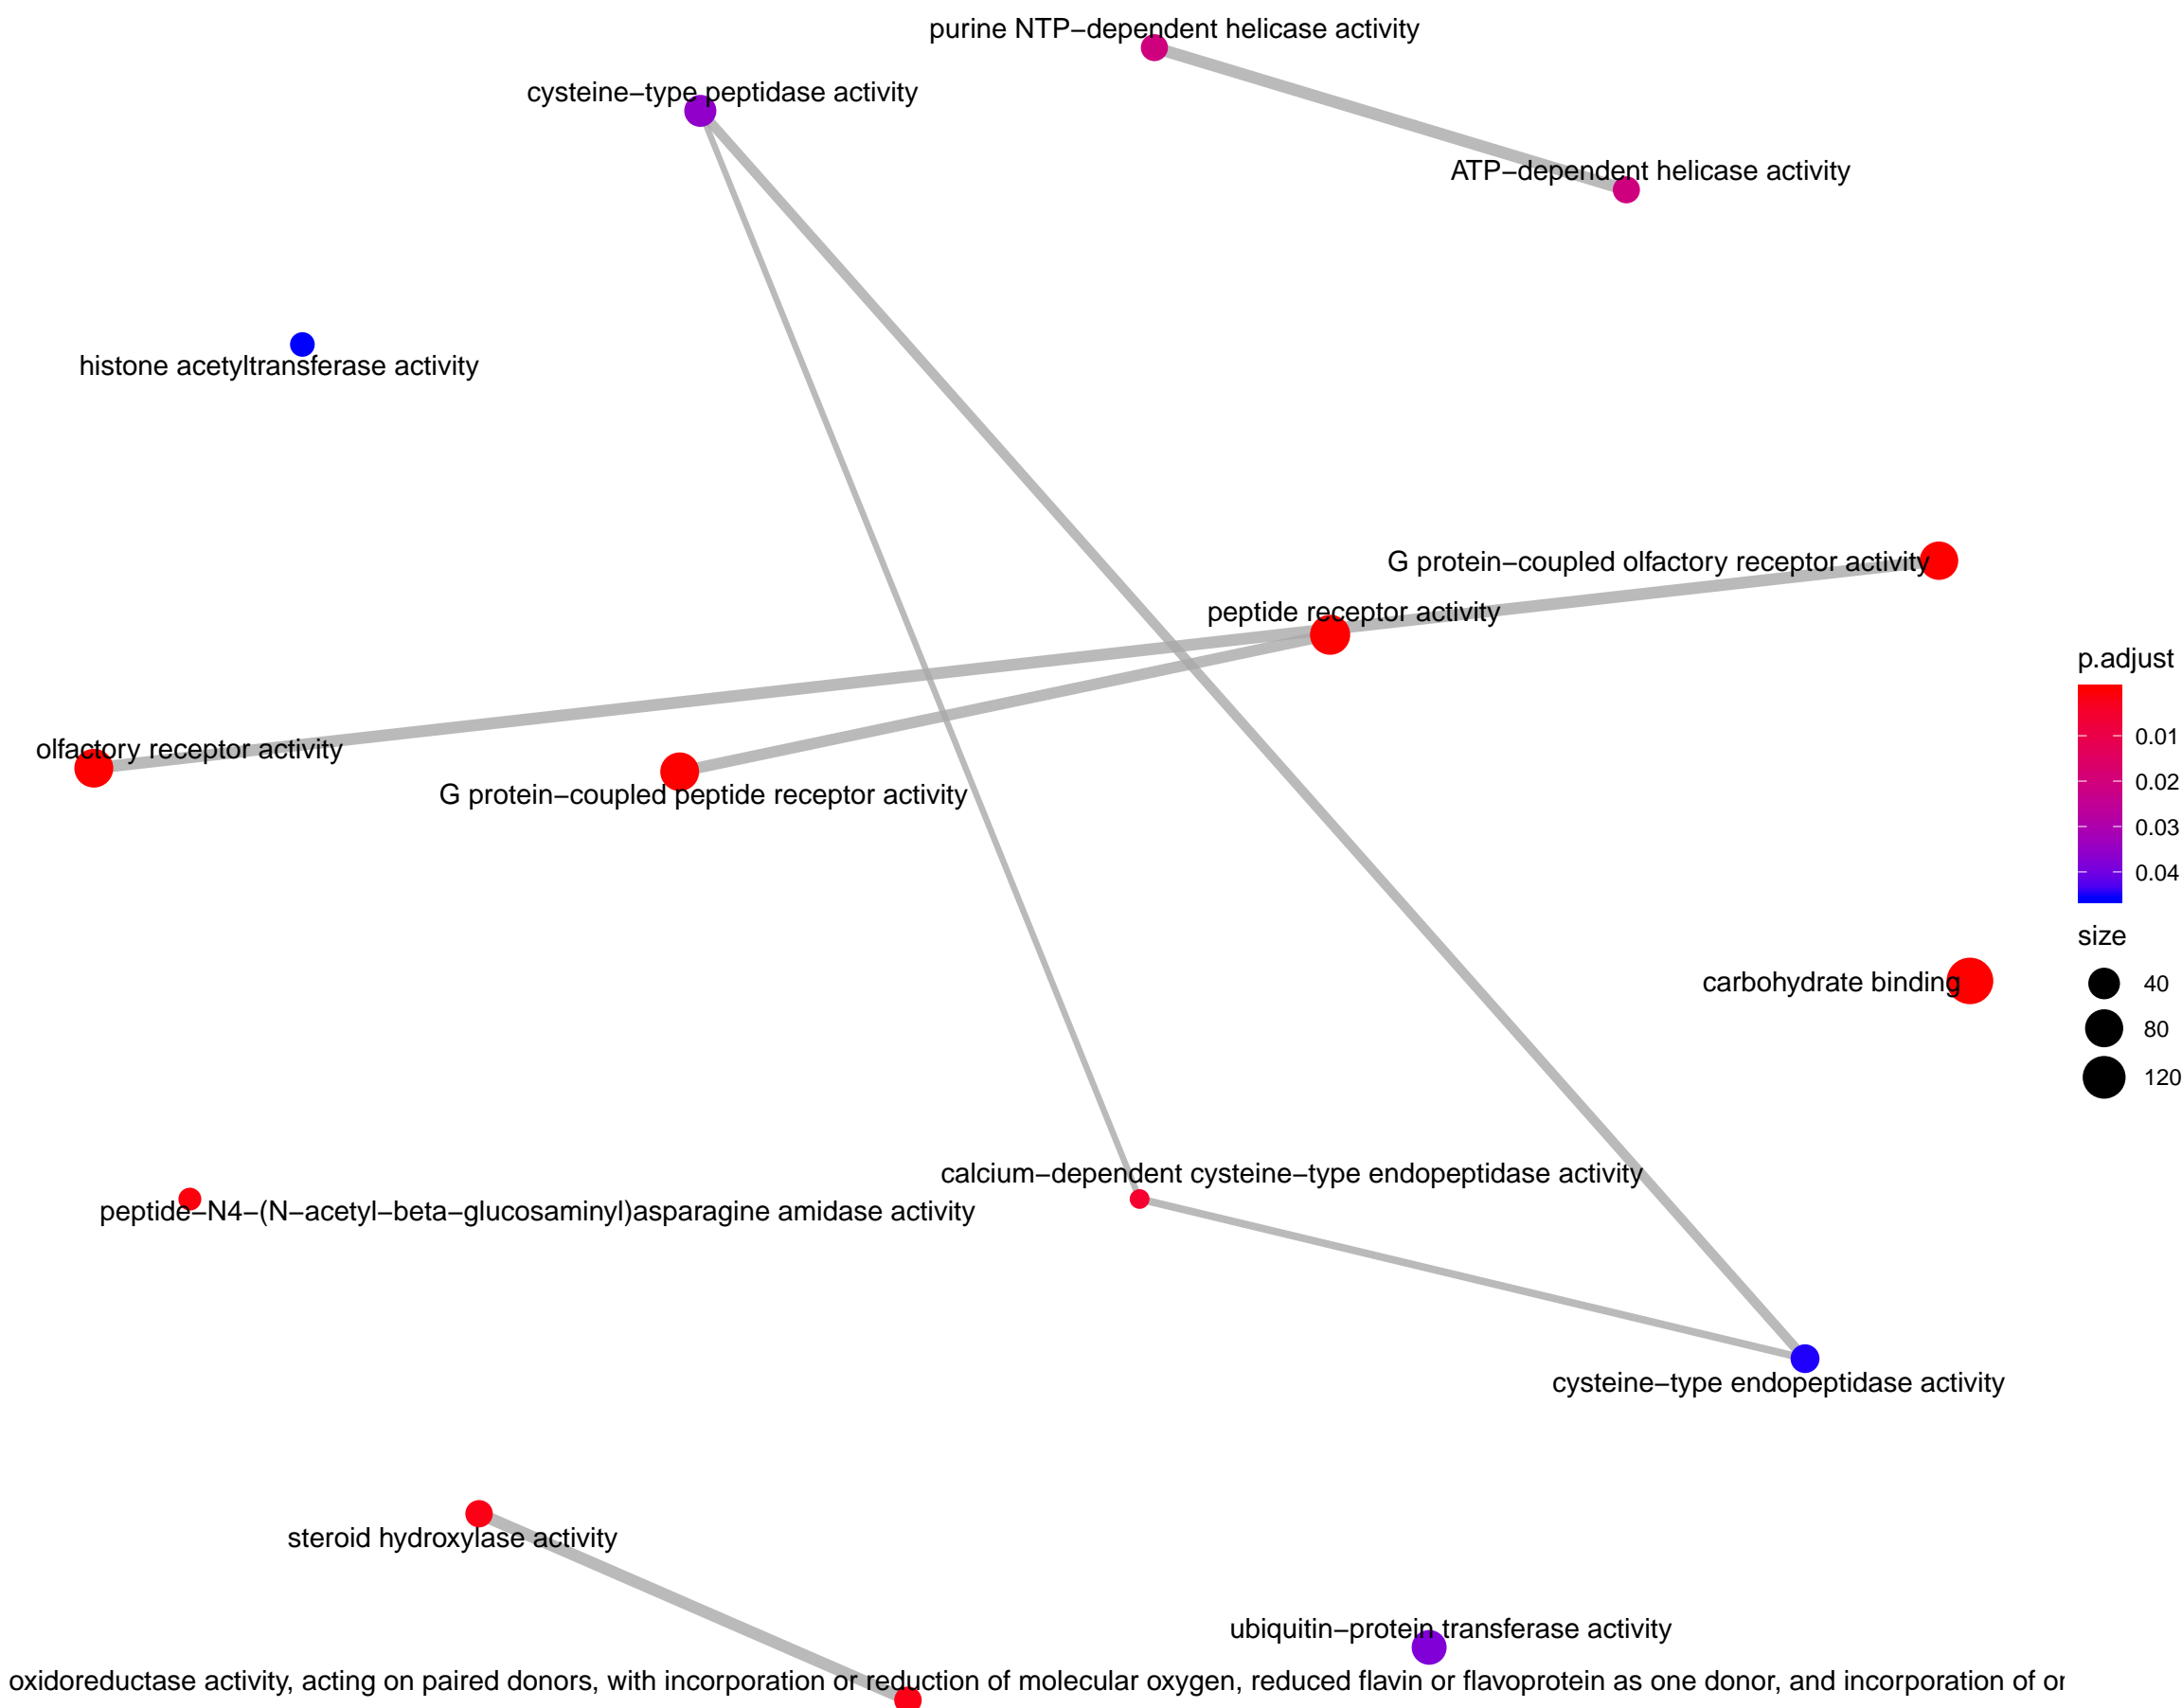 purine NTP−dependent helicase activity
cysteine−type peptidase activity
ATP−dependent helicase activity
histone acetyltransferase activity
G protein−coupled olfactory receptor activity
peptide receptor activity
olfactory receptor activity
G protein−coupled peptide receptor activity
carbohydrate binding
calcium−dependent cysteine−type endopeptidase activity
peptide−N4−(N−acetyl−beta−glucosaminyl)asparagine amidase activity
cysteine−type endopeptidase activity
steroid hydroxylase activity
ubiquitin−protein transferase activity
oxidoreductase activity, acting on paired donors, with incorporation or reduction of molecular oxygen, reduced flavin or flavoprotein as one donor, and incorporation of
p.adjust
0.01
0.02
0.03
0.04
size
40
80
120